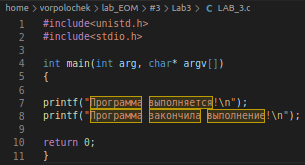 home > vorpolochek > lab_EOM > #3 > Lab3 > C LAB_3.c
1 #include<unistd.h>
2 #include<stdio.h>
3
4 int main(int arg, char* argv[])
5 {
6
7 printf("Программа выполняется!\n");
8 printf("Программа закончила выполнение!\n");
9
10 return 0;
11 }